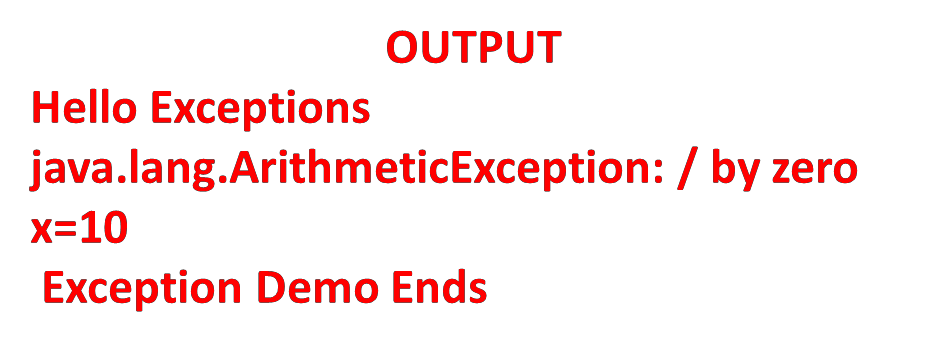 OUTPUT
Hello Exceptions
java.lang.ArithmeticException: / by zero
x=10
Exception Demo Ends